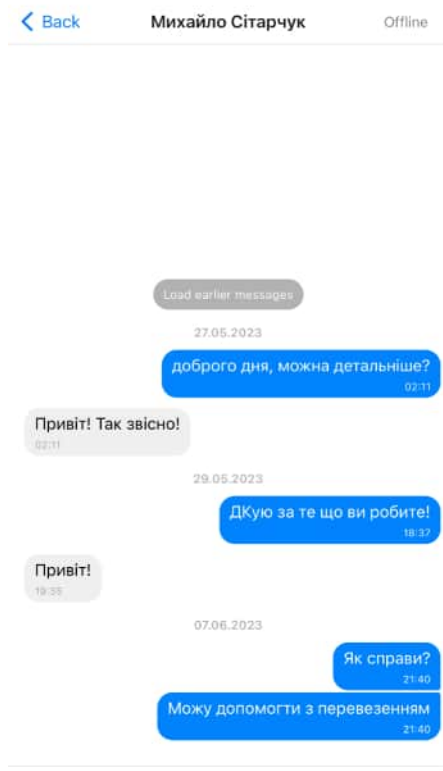 Back
Михайло Сітарчук
Offline
Load earlier messages
27.05.2023
доброго дня, можна детальніше?
02:11
Привіт! Так звісно!
02:11
29.05.2023
ДКую за те що ви робите!
18:37
Привіт!
19:35
07.06.2023
Як справи?
21:40
Можу допомогти з перевезенням
21:40